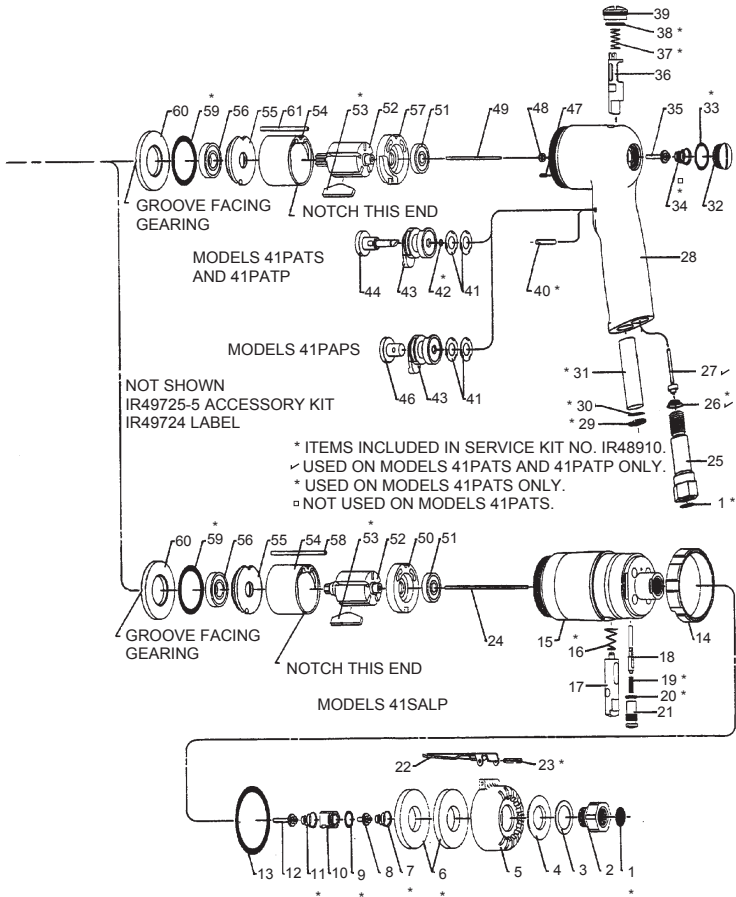 39
38 *
37 *
36
*
60 59 56 55 61 54 53 52 57 51 49 48 47 35 33
*
GROOVE FACING
GEARING
NOTCH THIS END
34 32
*
□
MODELS 41PATS
AND 41PATP
44 43 42 41
*
40 *
28
MODELS 41PAPS
46 43 41
* 31
27 ✓
*
26 ✓
NOT SHOWN
IR49725-5 ACCESSORY KIT
IR49724 LABEL
* 30
* 29
25
* ITEMS INCLUDED IN SERVICE KIT NO. IR48910.
✓ USED ON MODELS 41PATS AND 41PATP ONLY.
* USED ON MODELS 41PATS ONLY.
□ NOT USED ON MODELS 41PATS.
1 *
*
60 59 56 55 54 58 53 52 50 51
*
GROOVE FACING
GEARING
NOTCH THIS END
24
15
*
16
14
18
17
19 *
20 *
21
MODELS 41SALP
22 23 *
13 12 11 10 9 8 7 6 5 4 3 2 1
* * * * *